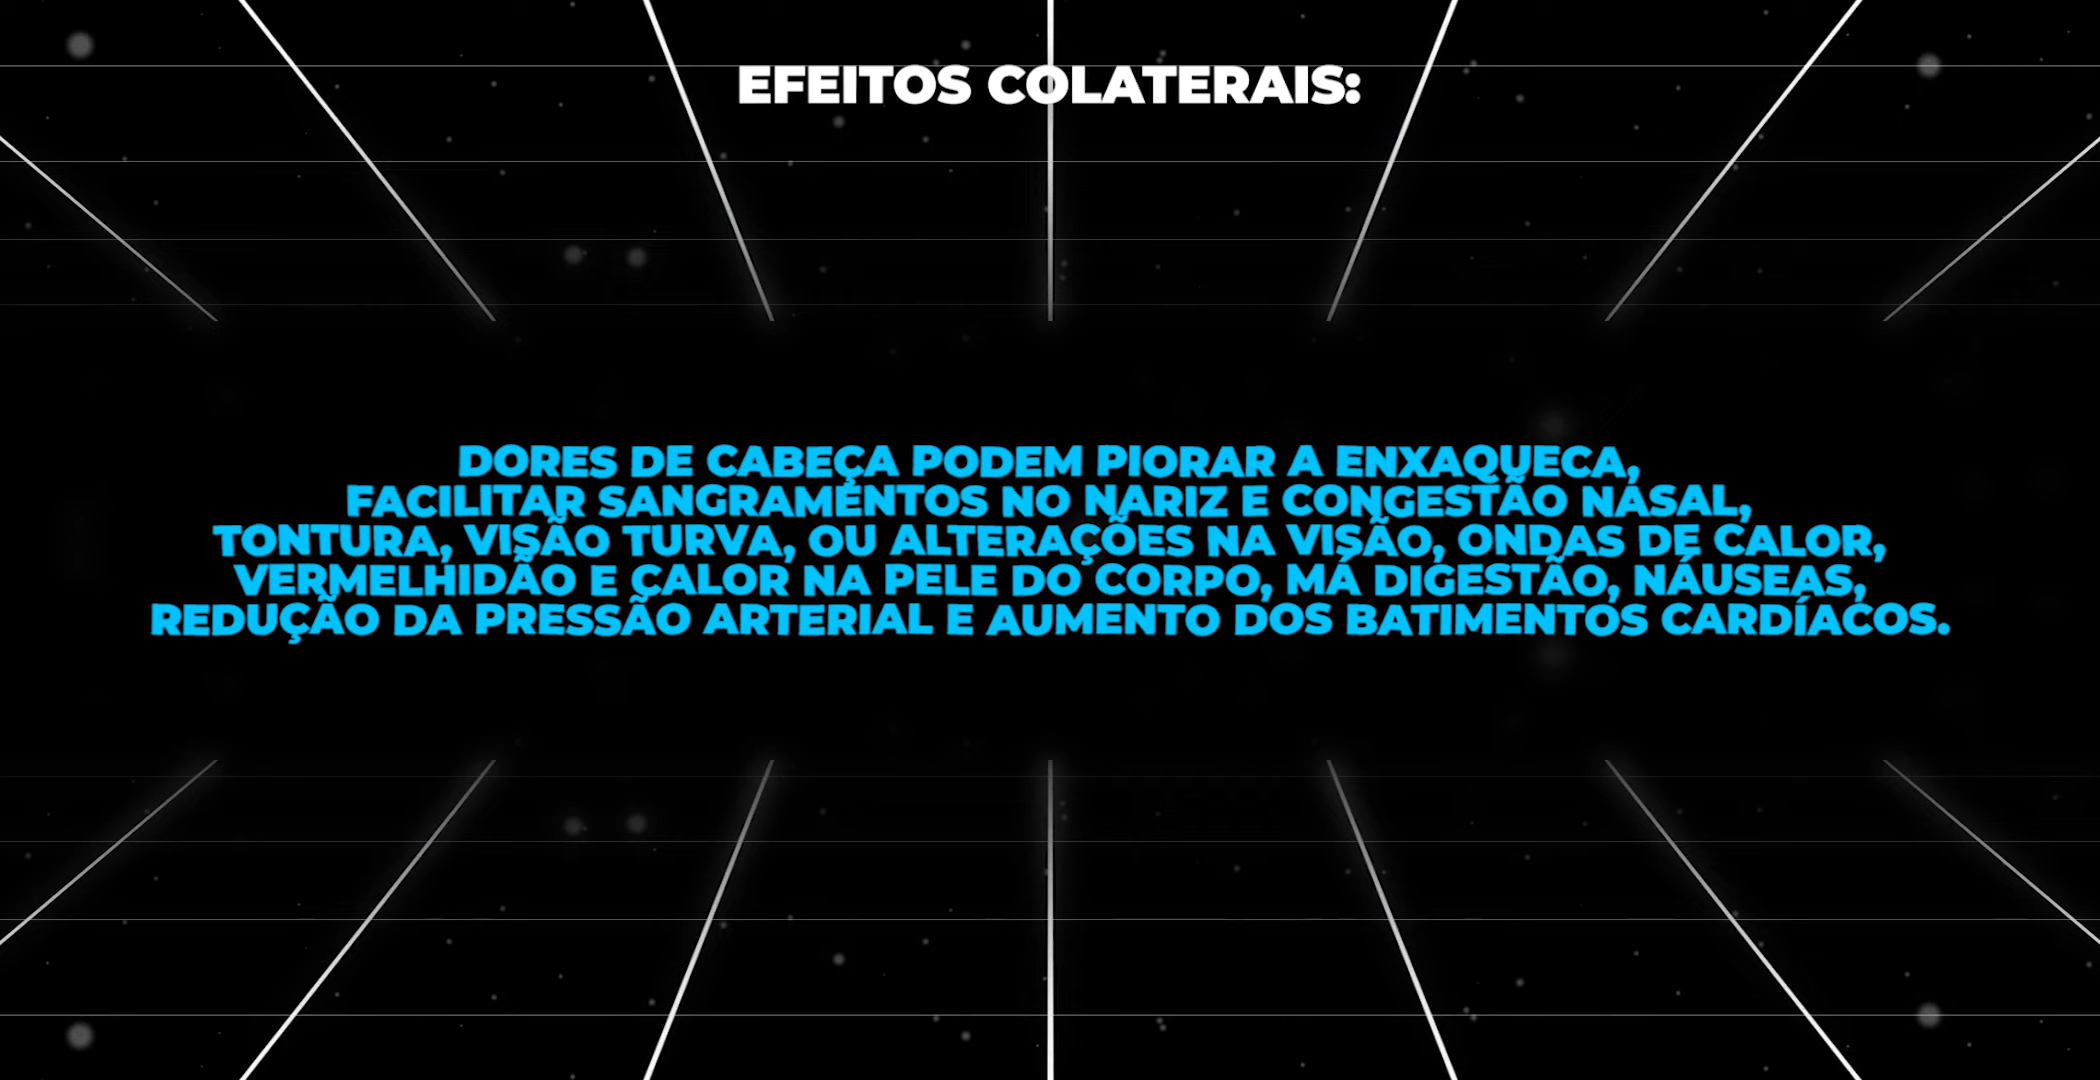 EFEITOS COLATERAIS:
DORES DE CABEÇA PODEM PIORAR A ENXAQUECA,
FACILITAR SANGRAMENTOS NO NARIZ E CONGESTÃO NASAL,
TONTURA, VISÃO TURVA, OU ALTERAÇÕES NA VISÃO, ONDAS DE CALOR,
VERMELHIDÃO E CALOR NA PELE DO CORPO, MÁ DIGESTÃO, NÁUSEAS,
REDUÇÃO DA PRESSÃO ARTERIAL E AUMENTO DOS BATIMENTOS CARDÍACOS.